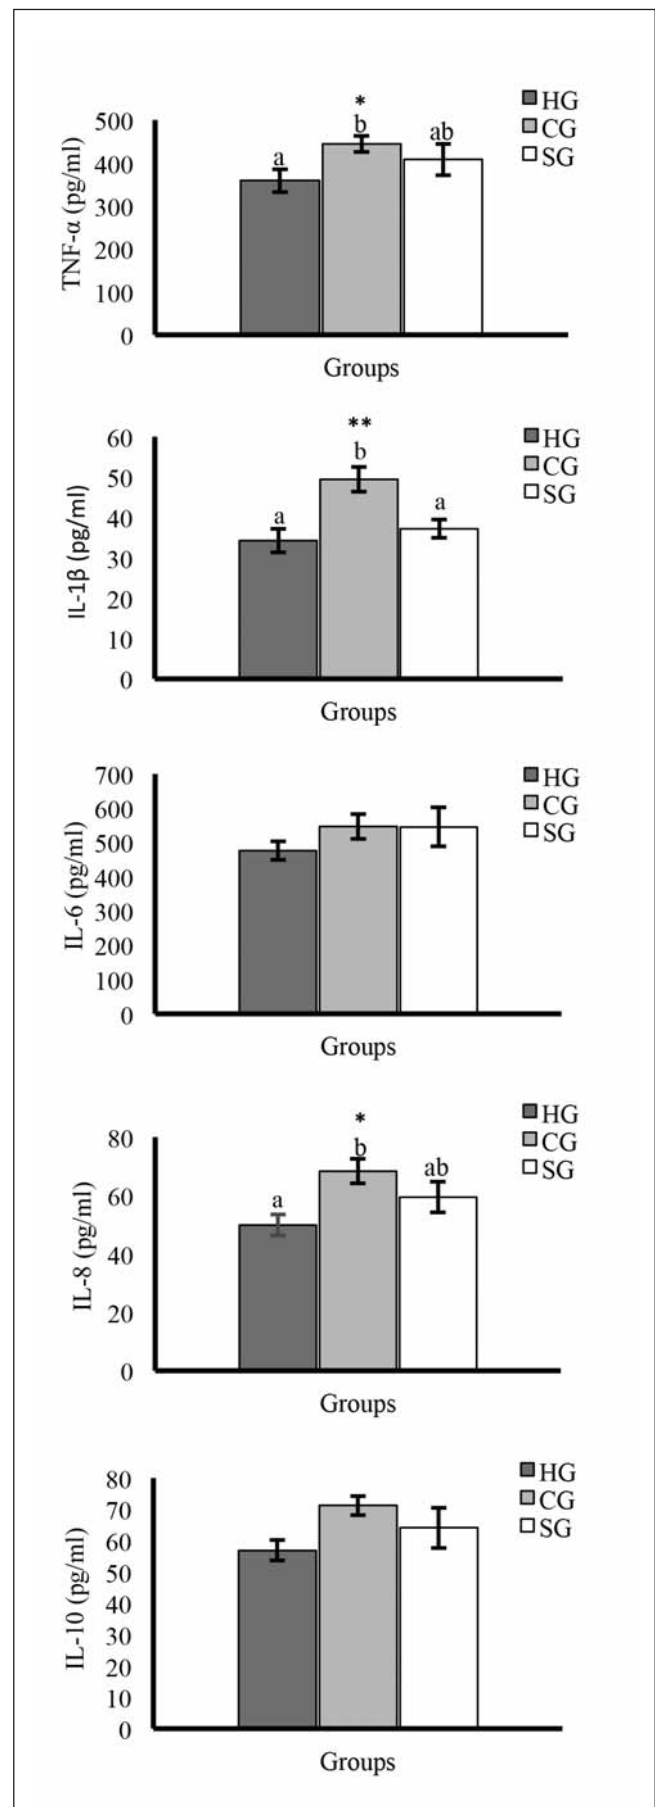 *
HG
500
b
ab
CG
400
a
SG
300
200
100
0
TNF-α (pg/ml)
Groups
**
60
HG
b
CG
50
a
SG
40
a
30
20
10
0
IL-1β (pg/ml)
Groups
700
HG
600
CG
500
SG
400
300
200
100
0
IL-6 (pg/ml)
Groups
*
HG
80
b
CG
ab
SG
60
a
40
20
0
IL-8 (pg/ml)
Groups
80
HG
70
CG
60
SG
50
40
30
20
10
0
IL-10 (pg/ml)
Groups